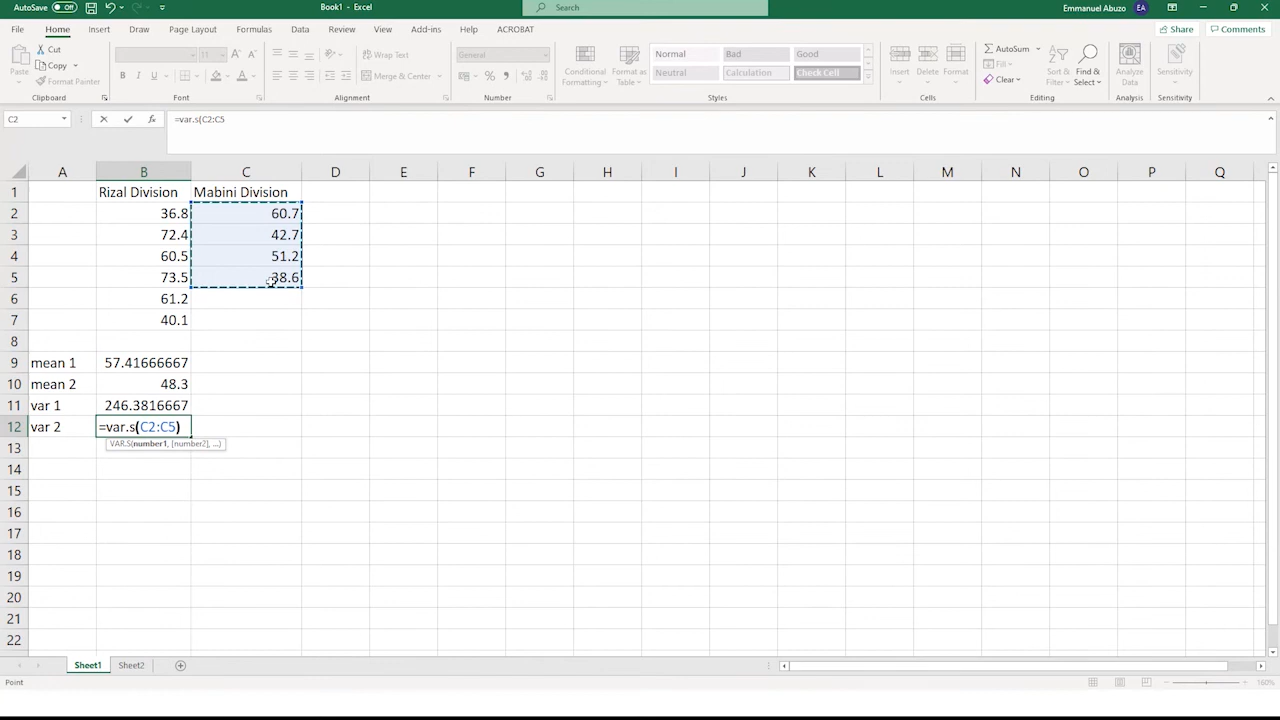 AutoSave Off Book1 - Excel Search Emmanuel Abuzo EA
File Home Insert Draw Page Layout Formulas Data Review View Add-ins Help ACROBAT Share Comments
Paste Cut Copy Format Painter
Clipboard
11 A A
B I U A
Font
Wrap Text
Merge & Center
Alignment
General
% ,
Number
Conditional Formatting
Format as Table
Normal Bad Good
Neutral Calculation Check Cell
Styles
Insert Delete Format
Cells
AutoSum
Fill
Clear
Sort & Filter
Find & Select
Editing
Analyze Data
Analysis
Sensitivity
Sensitivity
C2 fx =var.s(C2:C5
A B C D E F G H I J K L M N O P Q
1 Rizal Division Mabini Division
2 36.8 60.7
3 72.4 42.7
4 60.5 51.2
5 73.5 38.6
6 61.2
7 40.1
8
9 mean 1 57.41666667
10 mean 2 48.3
11 var 1 246.3816667
12 var 2 =var.s(C2:C5)
VAR.S(number1, [number2], ...)
13
14
15
16
17
18
19
20
21
22
Sheet1 Sheet2
Point 160%